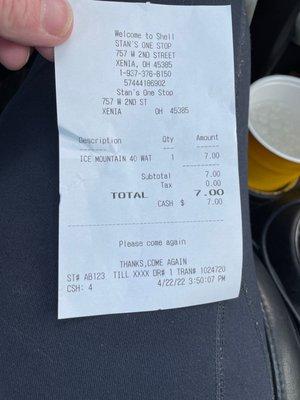 Welcome to Shell
STAN'S ONE STOP
757 W 2ND STREET
XENIA, OH 45385
1-937-376-8150
57444186902
Stan's One Stop
757 W 2ND ST
XENIA OH 45385
Description Qty Amount
ICE MOUNTAIN 40 WAT 1 7.00
Subtotal 7.00
Tax 0.00
TOTAL 7.00
CASH $ 7.00
Please come again
THANKS,COME AGAIN
ST# AB123 TILL XXXX DR# 1 TRAN# 1024720
CSH: 4 4/22/22 3:50:07 PM